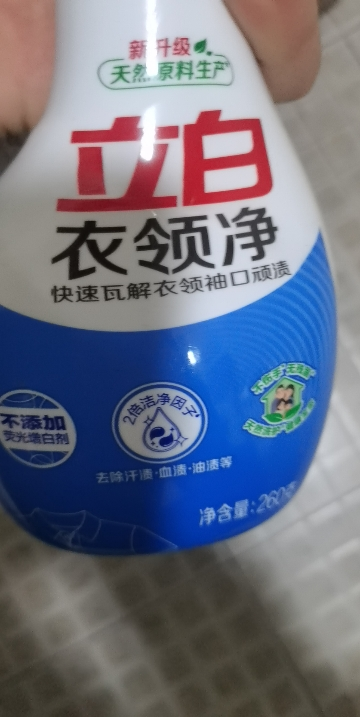 新升级
天然原料生产
立白
衣领净
快速瓦解衣领袖口顽渍
不添加
荧光增白剂
2倍洁净因子
去除汗渍·血渍·油渍等
净含量:260